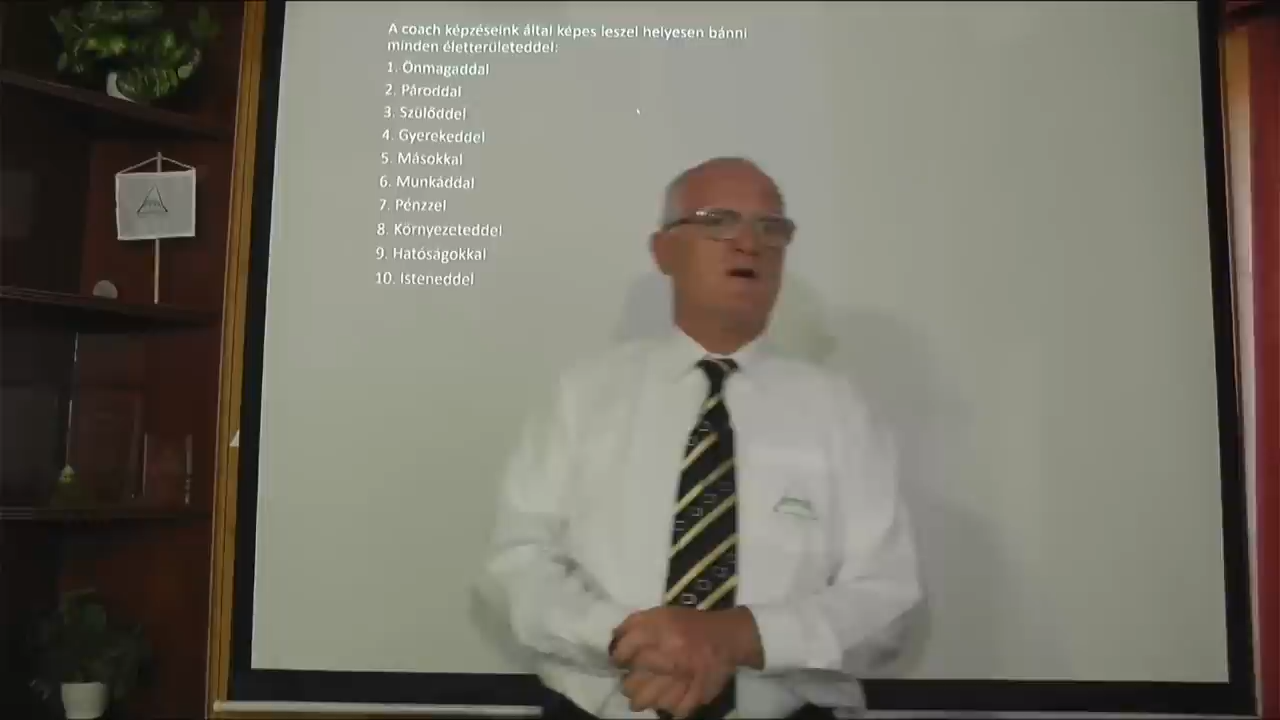 A coach képzéseink által képes leszel helyesen bánni
minden életterületeddel:
1. Önmagaddal
2. Pároddal
3. Szülőddel
4. Gyerekeddel
5. Másokkal
6. Munkáddal
7. Pénzzel
8. Környezeteddel
9. Hatóságokkal
10. Isteneddel